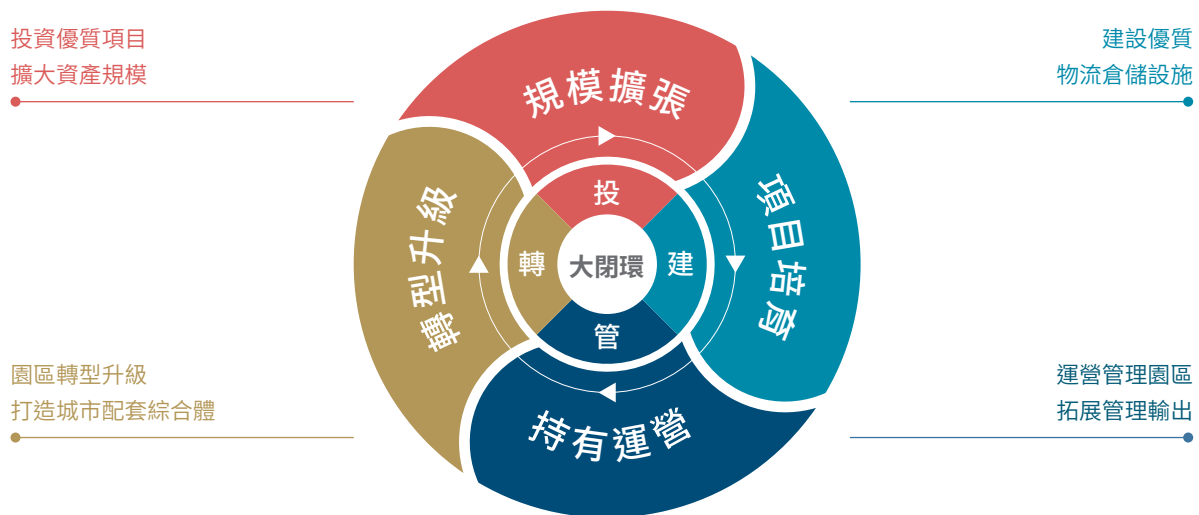 投資優質項目
擴大資產規模
建設優質
物流倉儲設施
規模擴張
項目培育
持有運營
轉型升級
投
建
管
轉
大閉環
園區轉型升級
打造城市配套綜合體
運營管理園區
拓展管理輸出